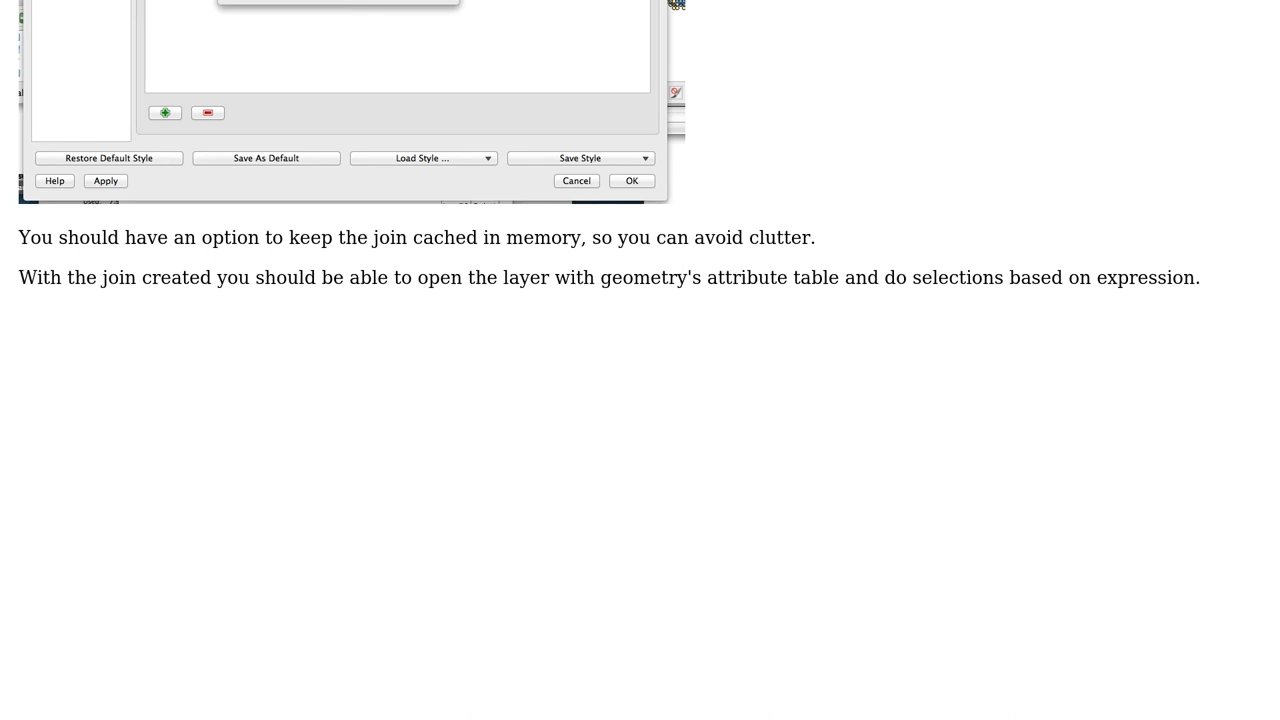 Restore Default Style
Save As Default
Load Style ...
Save Style
Help
Apply
Cancel
OK
You should have an option to keep the join cached in memory, so you can avoid clutter.
With the join created you should be able to open the layer with geometry's attribute table and do selections based on expression.